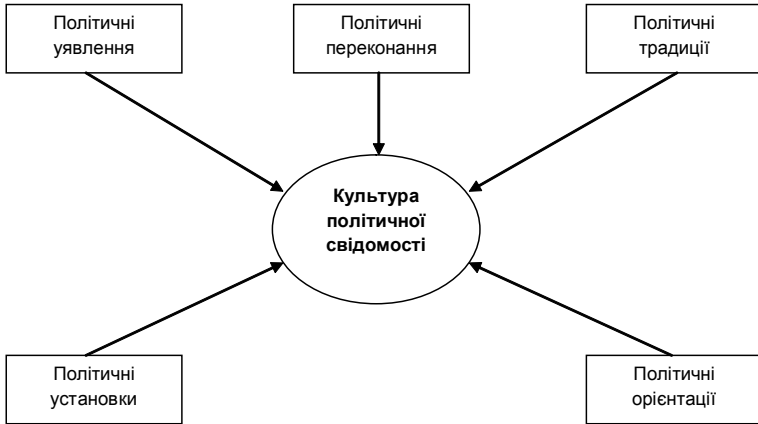 Політичні
уявлення
Політичні
переконання
Політичні
традиції
Культура
політичної
свідомості
Політичні
установки
Політичні
орієнтації